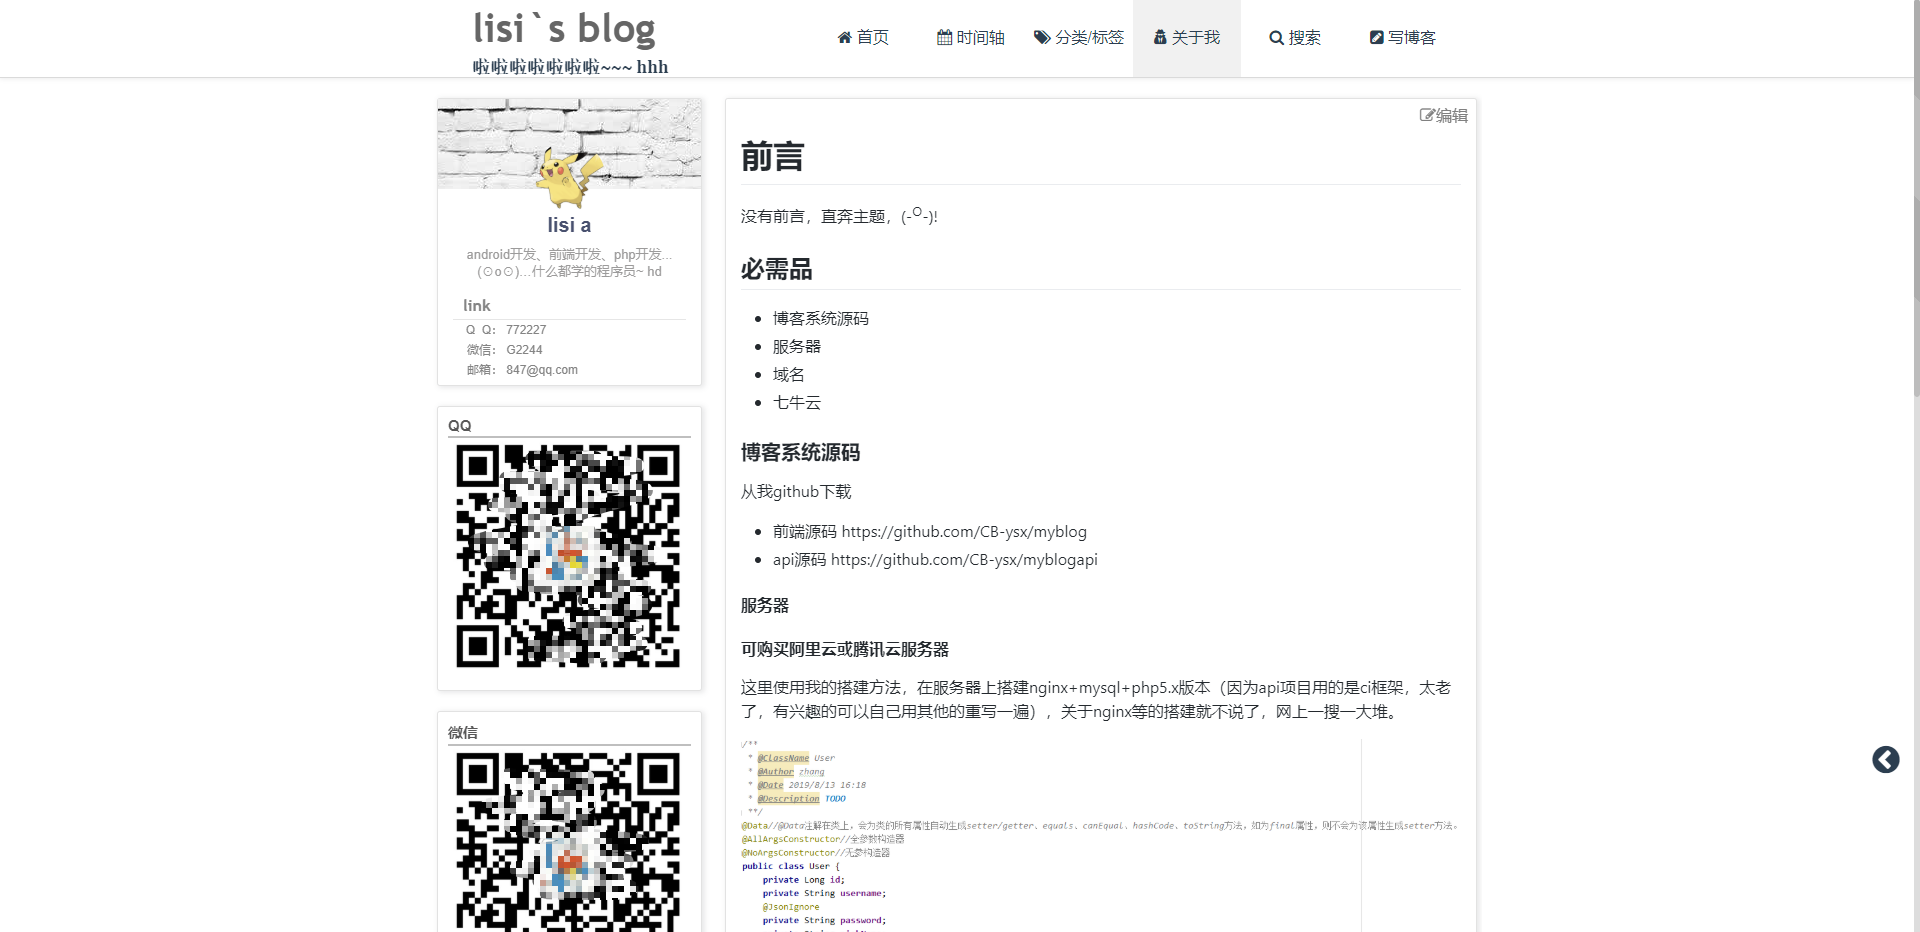 lisi`s blog
啦啦啦啦啦啦啦~~~ hhh
首页
时间轴
分类/标签
关于我
搜索
写博客
lisi a
android开发、前端开发、php开发...
(⊙o⊙)...什么都学的程序员~ hd
link
Q Q： 772227
微信： G2244
邮箱： 847@qq.com
QQ
微信
编辑
前言
没有前言，直奔主题，(-O-)!
必需品
博客系统源码
服务器
域名
七牛云
博客系统源码
从我github下载
前端源码 https://github.com/CB-ysx/myblog
api源码 https://github.com/CB-ysx/myblogapi
服务器
可购买阿里云或腾讯云服务器
这里使用我的搭建方法，在服务器上搭建nginx+mysql+php5.x版本（因为api项目用的是ci框架，太老
了，有兴趣的可以自己用其他的重写一遍），关于nginx等的搭建就不说了，网上一搜一大堆。
/**
* @ClassName User
* @Author zhang
* @Date 2019/8/13 16:18
* @Description TODO
**/
@Data//@Data注解在类上，会为类的所有属性自动生成setter/getter、equals、canEqual、hashCode、toString方法，如为final属性，则不会为该属性生成setter方法。
@AllArgsConstructor//全参数构造器
@NoArgsConstructor//无参构造器
public class User {
private Long id;
private String username;
@JsonIgnore
private String password;